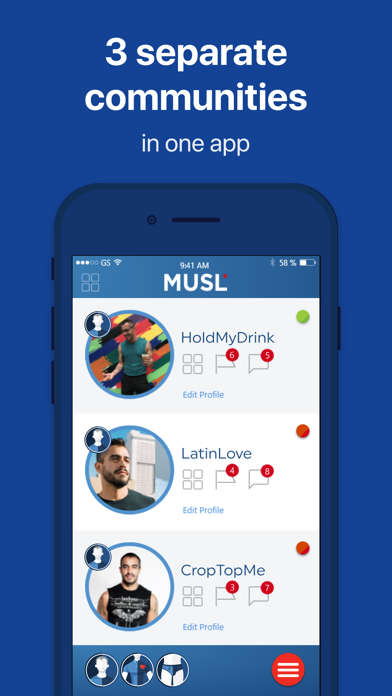 3 separate
communities
in one app
GS
9:41 AM
58 %
MUSL
HoldMyDrink
6
5
Edit Profile
LatinLove
4
8
Edit Profile
CropTopMe
3
7
Edit Profile